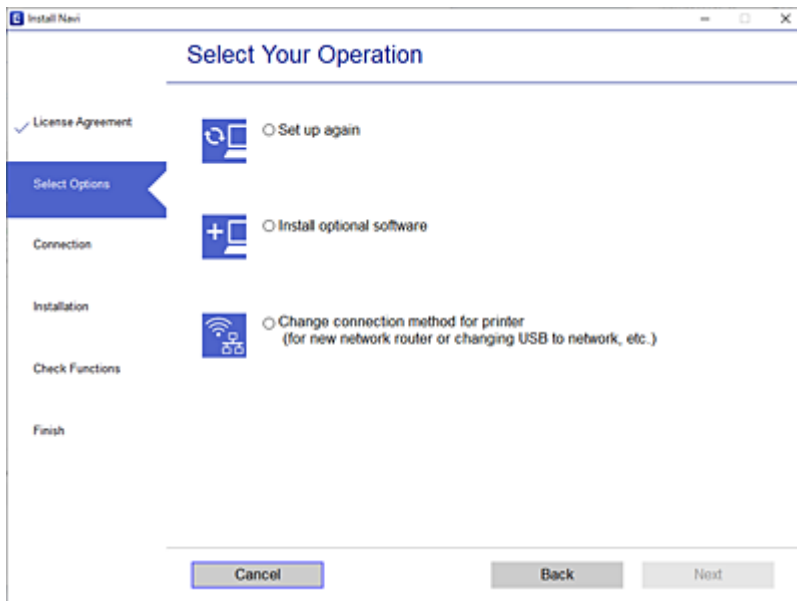 Install Navi
Select Your Operation
License Agreement
Select Options
Connection
Installation
Check Functions
Finish
Set up again
Install optional software
Change connection method for printer
(for new network router or changing USB to network, etc.)
Cancel
Back
Next